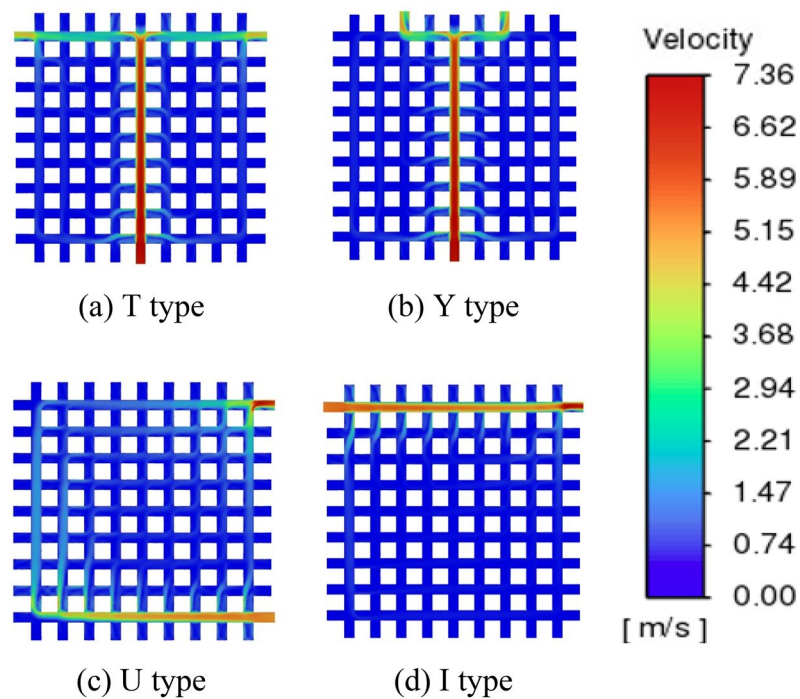 Velocity
7.36
6.62
5.89
5.15
4.42
3.68
2.94
2.21
1.47
0.74
0.00
[ m/s ]
(a) T type
(b) Y type
(c) U type
(d) I type